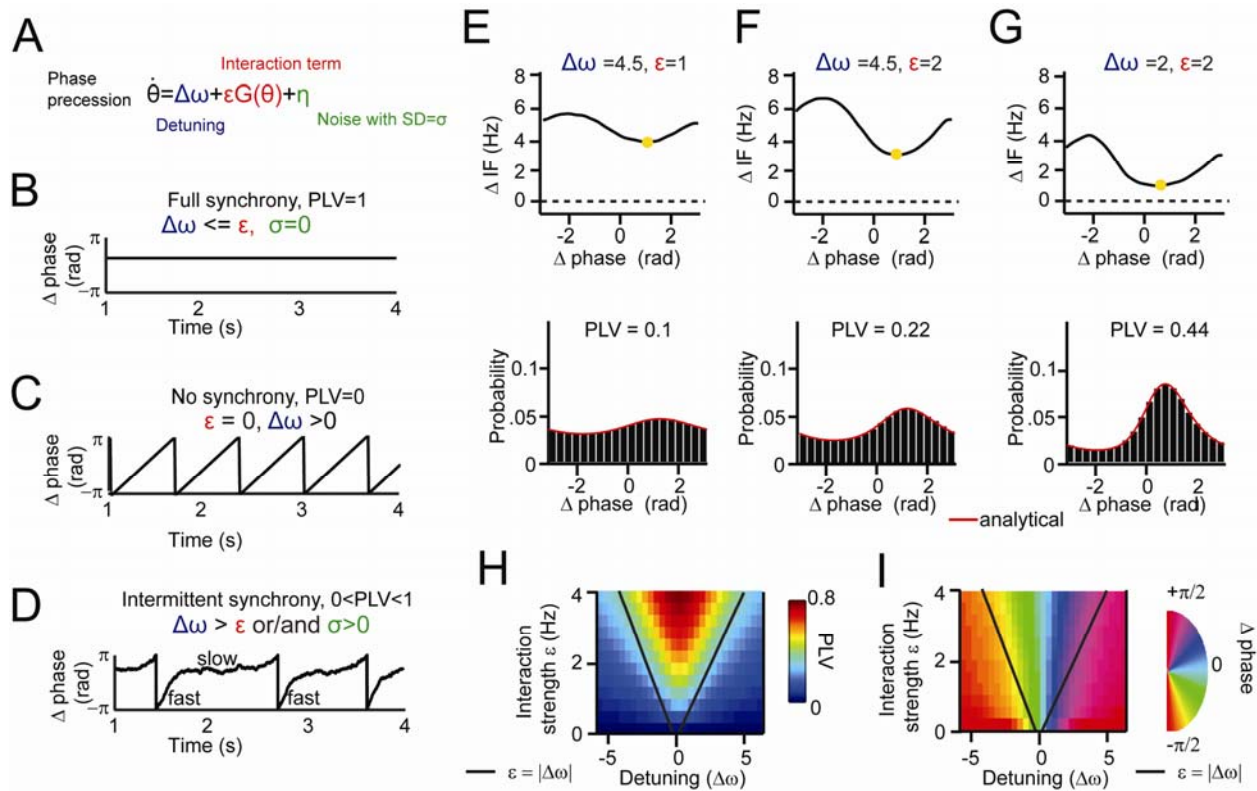 A
Interaction term
Phase precession θ̇=Δω+εG(θ)+η
Detuning
Noise with SD=σ
B
Full synchrony, PLV=1
Δω <= ε, σ=0
Δ phase (rad)
π
−π
1 2 3 4
Time (s)
C
No synchrony, PLV=0
ε = 0, Δω >0
Δ phase (rad)
π
−π
1 2 3 4
Time (s)
D
Intermittent synchrony, 0<PLV<1
Δω > ε or/and σ>0
Δ phase (rad)
π
−π
slow
fast fast
1 2 3 4
Time (s)
E
Δω =4.5, ε=1
Δ IF (Hz)
8
6
4
2
0
-2 0 2
Δ phase (rad)
PLV = 0.1
Probability
0.1
.05
0
-2 0 2
Δ phase (rad)
F
Δω =4.5, ε=2
Δ IF (Hz)
8
6
4
2
0
-2 0 2
Δ phase (rad)
PLV = 0.22
Probability
0.1
.05
0
-2 0 2
Δ phase (rad)
G
Δω =2, ε=2
Δ IF (Hz)
8
6
4
2
0
-2 0 2
Δ phase (rad)
PLV = 0.44
Probability
0.1
.05
0
-2 0 2
Δ phase (rad)
analytical
H
Interaction strength ε (Hz)
4
2
0
-5 0 5
Detuning (Δω)
ε = |Δω|
0.8
PLV
0
I
Interaction strength ε (Hz)
4
2
0
-5 0 5
Detuning (Δω)
ε = |Δω|
+π/2
0
-π/2
Δ phase